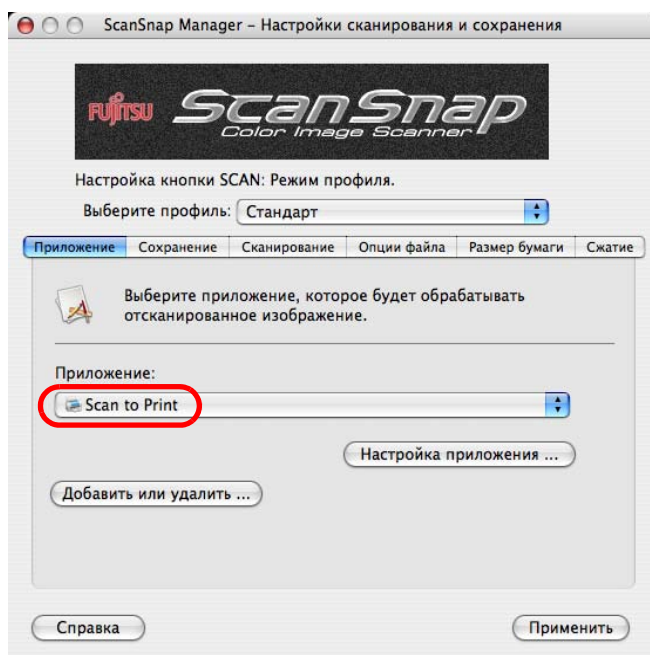 ScanSnap Manager – Настройки сканирования и сохранения
FUJITSU ScanSnap
Color Image Scanner
Настройка кнопки SCAN: Режим профиля.
Выберите профиль: Стандарт
Приложение Сохранение Сканирование Опции файла Размер бумаги Сжатие
Выберите приложение, которое будет обрабатывать
отсканированное изображение.
Приложение:
Scan to Print
Настройка приложения ...
Добавить или удалить ...
Справка Применить